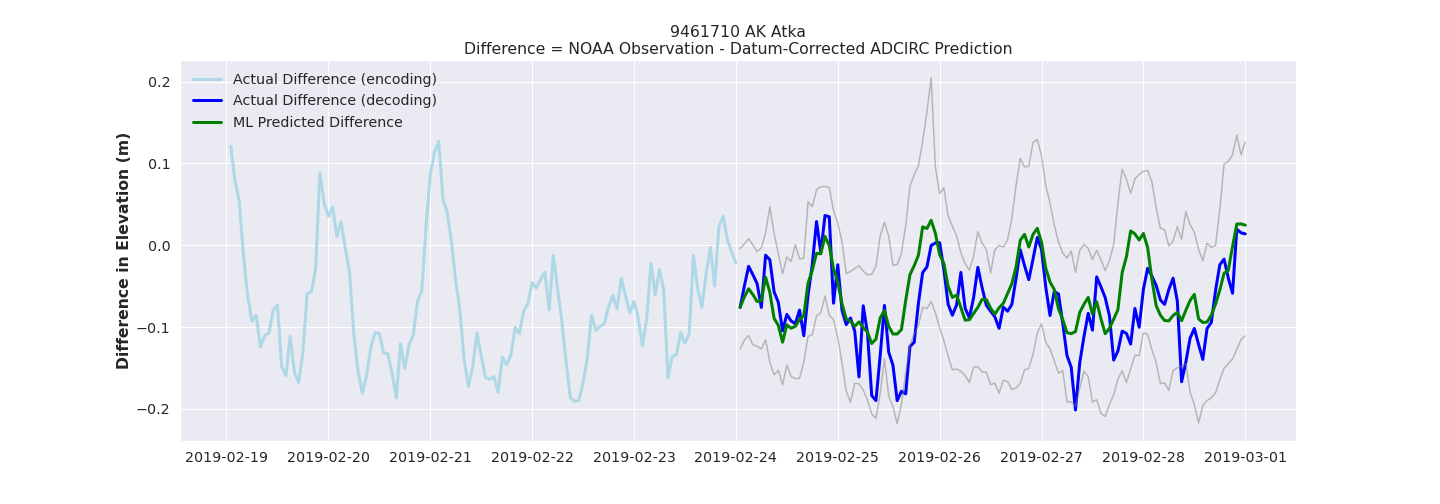 9461710 AK Atka
Difference = NOAA Observation - Datum-Corrected ADCIRC Prediction
Actual Difference (encoding)
Actual Difference (decoding)
ML Predicted Difference
Difference in Elevation (m)
0.2
0.1
0.0
−0.1
−0.2
2019-02-19 2019-02-20 2019-02-21 2019-02-22 2019-02-23 2019-02-24 2019-02-25 2019-02-26 2019-02-27 2019-02-28 2019-03-01